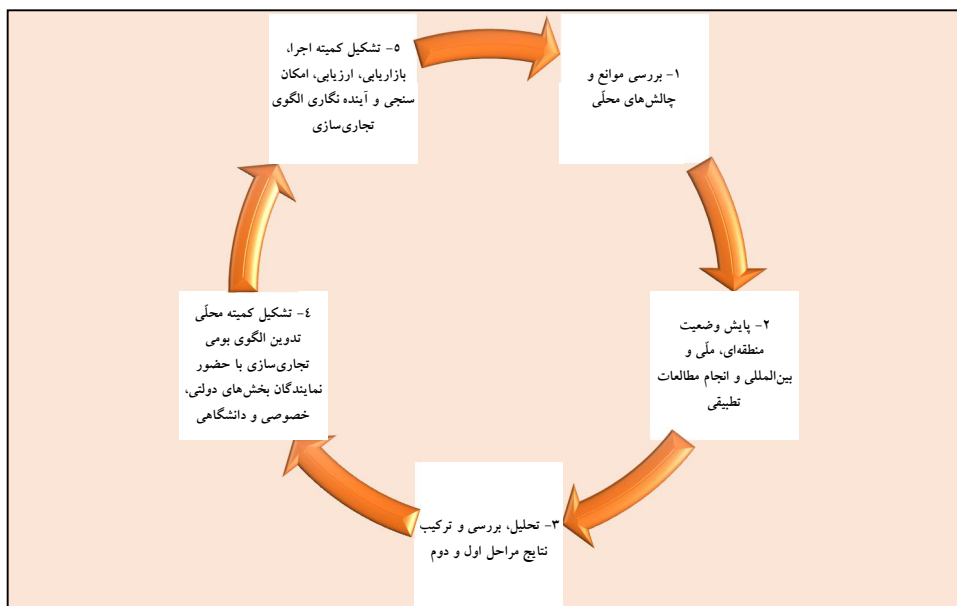 ۱- بررسی موانع و
چالش‌های محلّی
۲- پایش وضعیت
منطقه‌ای، ملّی و
بین‌المللی و انجام مطالعات
تطبیقی
۳- تحلیل، بررسی و ترکیب
نتایج مراحل اول و دوم
٤- تشکیل کمیته محلّی
تدوین الگوی بومی
تجاری‌سازی با حضور
نمایندگان بخش‌های دولتی،
خصوصی و دانشگاهی
۵- تشکیل کمیته اجرا،
بازاریابی، ارزیابی، امکان
سنجی و آینده نگاری الگوی
تجاری‌سازی